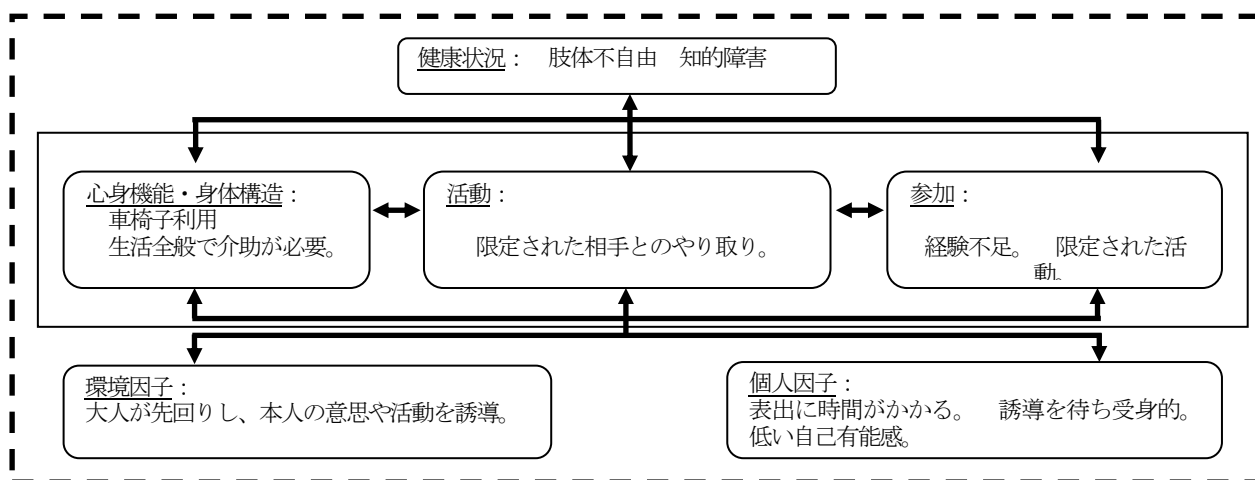 健康状況：　肢体不自由　知的障害
心身機能・身体構造：
車椅子利用
生活全般で介助が必要。
活動：
限定された相手とのやり取り。
参加：
経験不足。　限定された活
動。
環境因子：
大人が先回りし、本人の意思や活動を誘導。
個人因子：
表出に時間がかかる。　誘導を待ち受身的。
低い自己有能感。